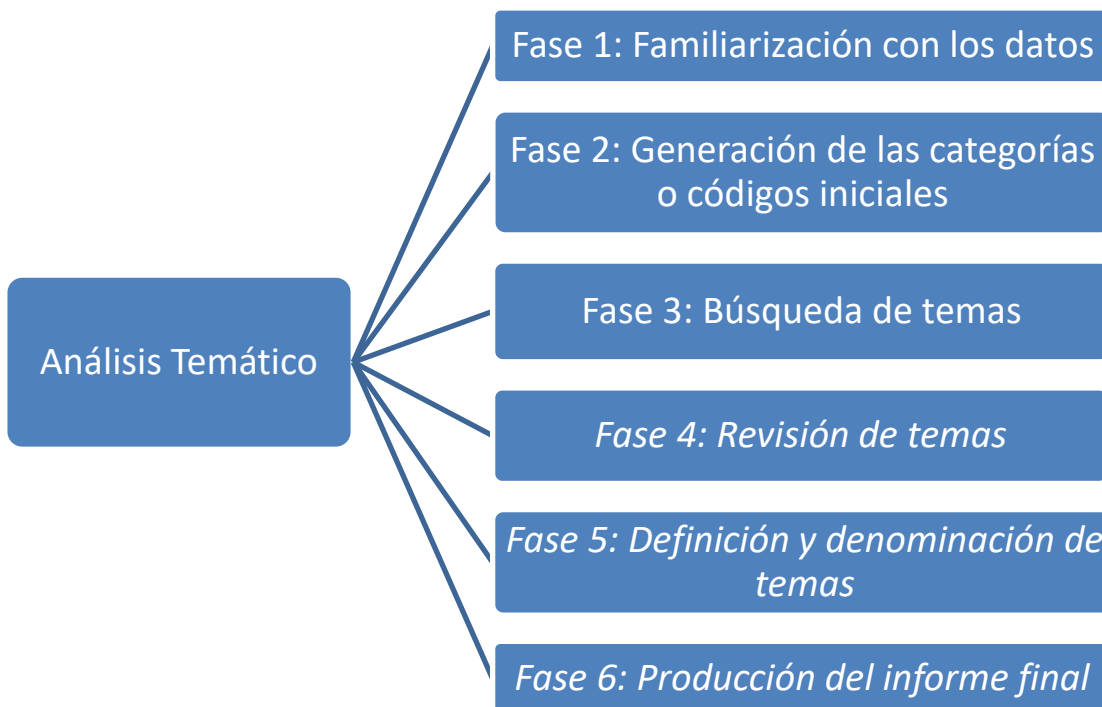 Fase 1: Familiarización con los datos
Fase 2: Generación de las categorías
o códigos iniciales
Fase 3: Búsqueda de temas
Análisis Temático
Fase 4: Revisión de temas
Fase 5: Definición y denominación de
temas
Fase 6: Producción del informe final